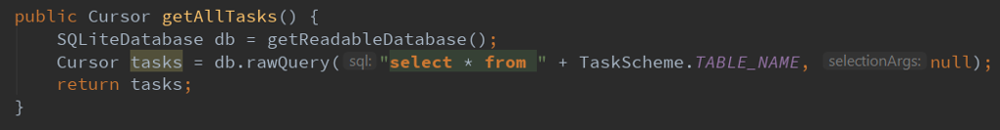 public Cursor getAllTasks() {
SQLiteDatabase db = getReadableDatabase();
Cursor tasks = db.rawQuery( sql: "select * from " + TaskScheme.TABLE_NAME, selectionArgs: null);
return tasks;
}